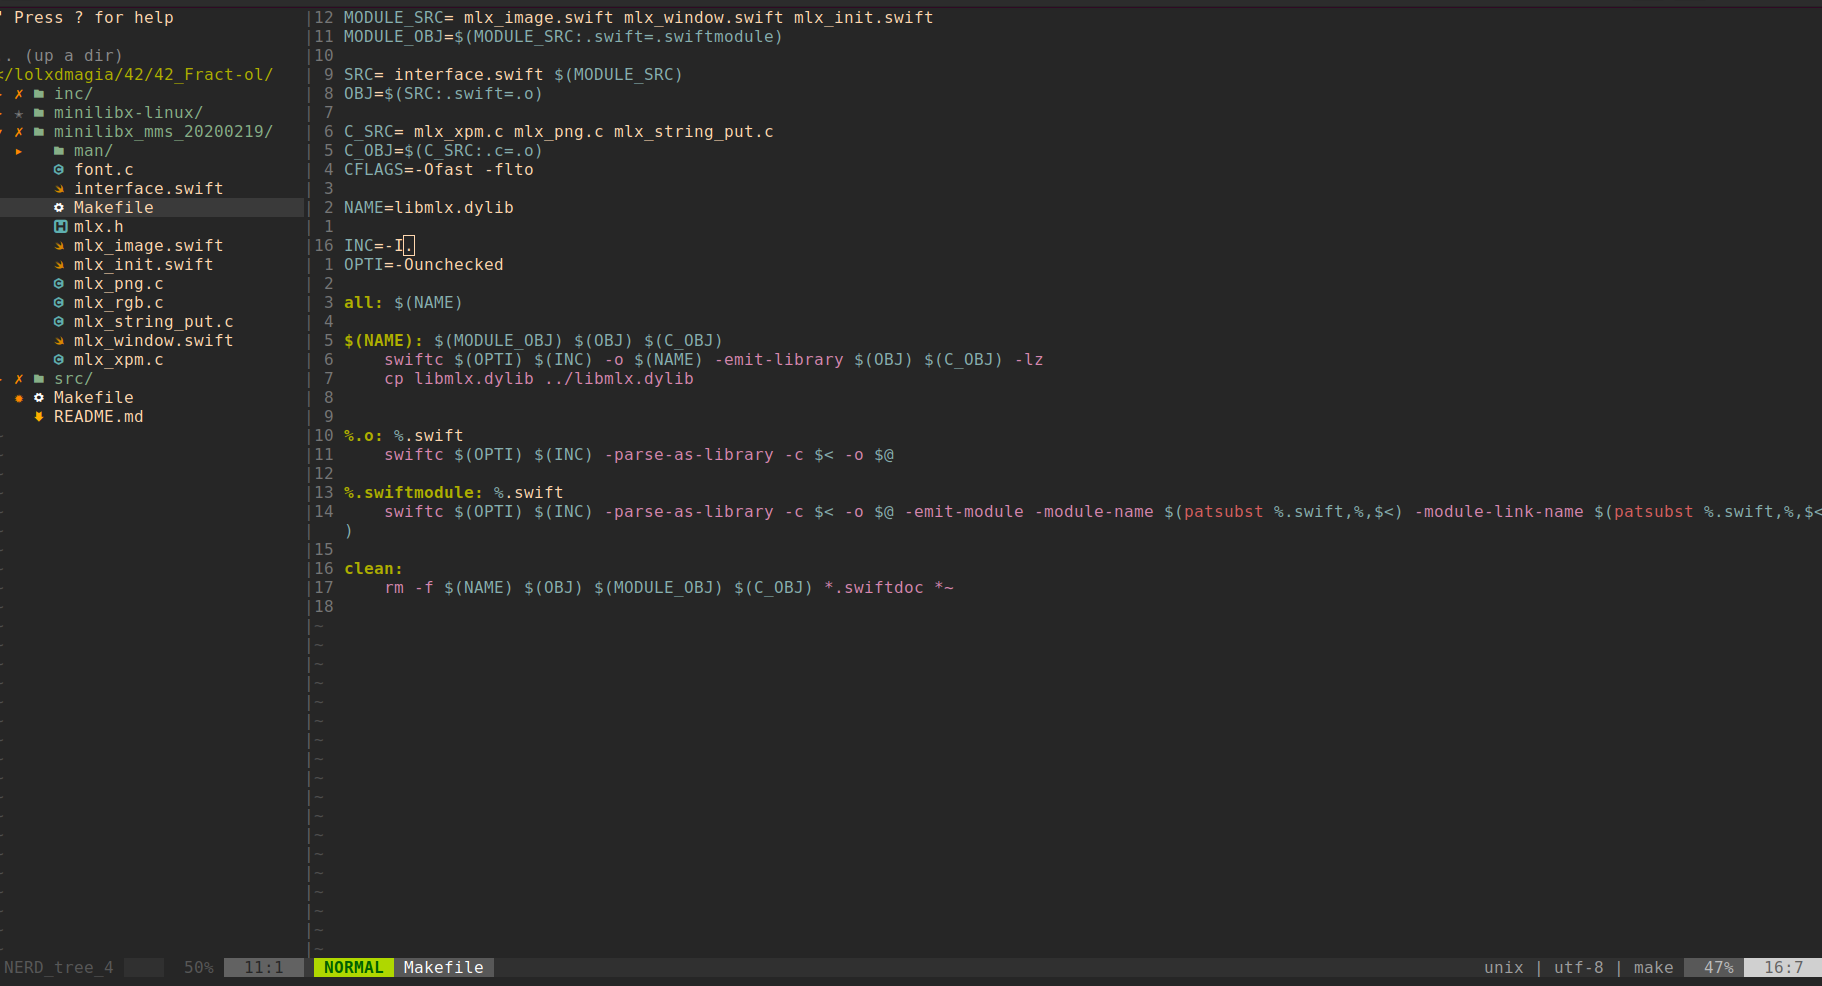 " Press ? for help
.. (up a dir)
</lolxdmagia/42/42_Fract-ol/
▸ ✗ inc/
▸ ★ minilibx-linux/
▾ ✗ minilibx_mms_20200219/
▸ man/
font.c
interface.swift
Makefile
mlx.h
mlx_image.swift
mlx_init.swift
mlx_png.c
mlx_rgb.c
mlx_string_put.c
mlx_window.swift
mlx_xpm.c
▸ ✗ src/
✹ Makefile
README.md
12 MODULE_SRC= mlx_image.swift mlx_window.swift mlx_init.swift
11 MODULE_OBJ=$(MODULE_SRC:.swift=.swiftmodule)
10
9 SRC= interface.swift $(MODULE_SRC)
8 OBJ=$(SRC:.swift=.o)
7
6 C_SRC= mlx_xpm.c mlx_png.c mlx_string_put.c
5 C_OBJ=$(C_SRC:.c=.o)
4 CFLAGS=-Ofast -flto
3
2 NAME=libmlx.dylib
1
16 INC=-I.
1 OPTI=-Ounchecked
2
3 all: $(NAME)
4
5 $(NAME): $(MODULE_OBJ) $(OBJ) $(C_OBJ)
6     swiftc $(OPTI) $(INC) -o $(NAME) -emit-library $(OBJ) $(C_OBJ) -lz
7     cp libmlx.dylib ../libmlx.dylib
8
9
10 %.o: %.swift
11     swiftc $(OPTI) $(INC) -parse-as-library -c $< -o $@
12
13 %.swiftmodule: %.swift
14     swiftc $(OPTI) $(INC) -parse-as-library -c $< -o $@ -emit-module -module-name $(patsubst %.swift,%,$<) -module-link-name $(patsubst %.swift,%,$<
)
15
16 clean:
17     rm -f $(NAME) $(OBJ) $(MODULE_OBJ) $(C_OBJ) *.swiftdoc *~
18
NERD_tree_4 50% 11:1 NORMAL Makefile unix | utf-8 | make 47% 16:7